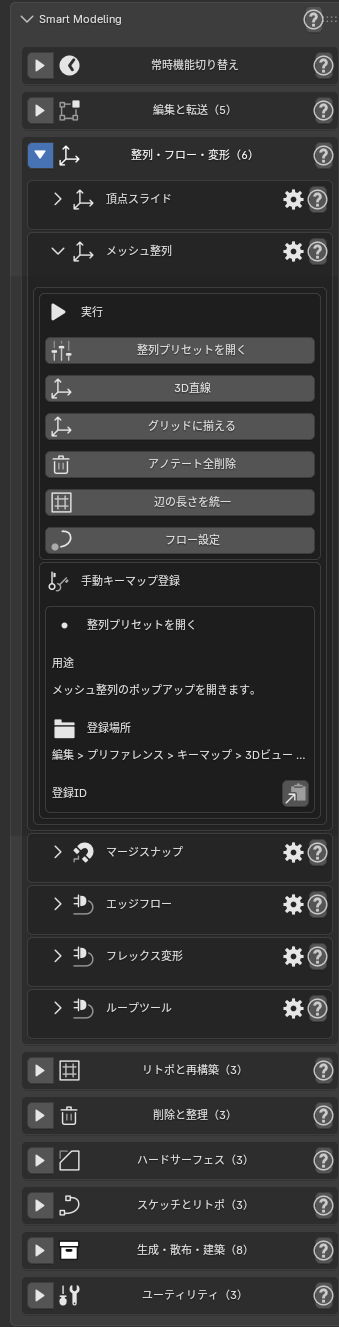 Smart Modeling
常時機能切り替え
編集と転送（5）
整列・フロー・変形（6）
頂点スライド
メッシュ整列
実行
整列プリセットを開く
3D直線
グリッドに揃える
アノテート全削除
辺の長さを統一
フロー設定
手動キーマップ登録
整列プリセットを開く
用途
メッシュ整列のポップアップを開きます。
登録場所
編集 > プリファレンス > キーマップ > 3Dビュー ...
登録ID
マージスナップ
エッジフロー
フレックス変形
ループツール
リトポと再構築（3）
削除と整理（3）
ハードサーフェス（3）
スケッチとリトポ（3）
生成・散布・建築（8）
ユーティリティ（3）